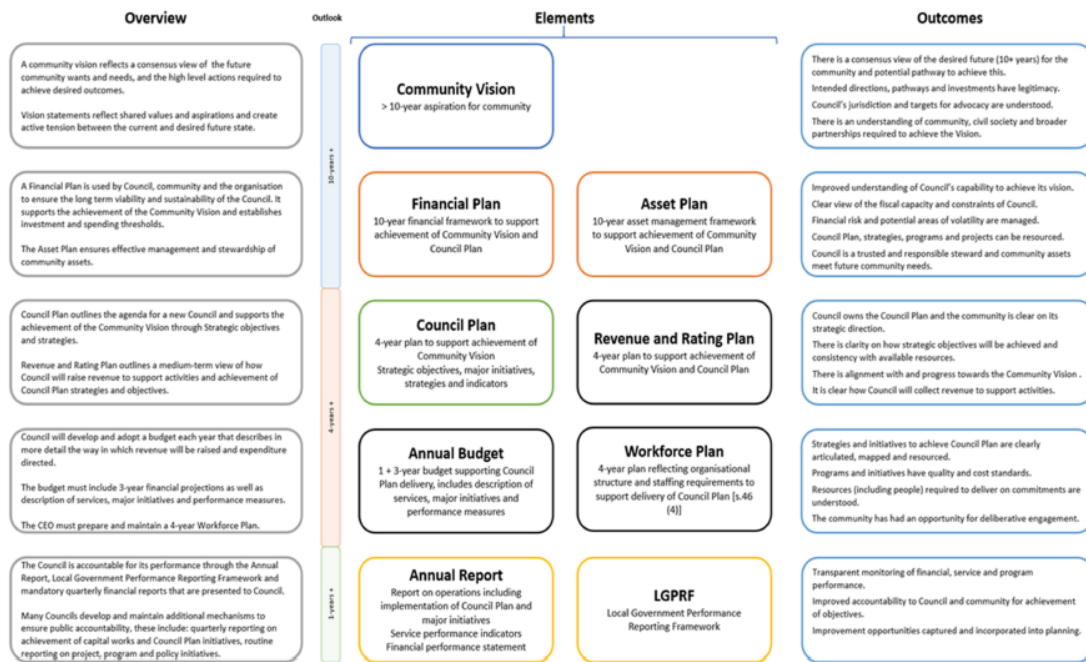 Overview
Outlook
Elements
Outcomes
A community vision reflects a consensus view of the future
community wants and needs, and the high level actions required to
achieve desired outcomes.
Vision statements reflect shared values and aspirations and create
active tension between the current and desired future state.
10-years +
Community Vision
> 10-year aspiration for community
There is a consensus view of the desired future (10+ years) for
the community and potential pathway to achieve this.
Intended directions, pathways and investments have legitimacy.
Council's jurisdiction and targets for advocacy are understood.
There is an understanding of community, civil society and broader
partnerships required to achieve the Vision.
A Financial Plan is used by Council, community and the organisation
to ensure the long term viability and sustainability of the Council. It
supports the achievement of the Community Vision and establishes
investment and spending thresholds.
The Asset Plan ensures effective management and stewardship of
community assets.
Financial Plan
10-year financial framework to support
achievement of Community Vision and
Council Plan
Asset Plan
10-year asset management framework
to support achievement of Community
Vision and Council Plan
Improved understanding of Council's capability to achieve its vision.
Clear view of the fiscal capacity and constraints of Council.
Financial risk and potential areas of volatility are managed.
Council Plan, strategies, programs and projects can be resourced.
Council is a trusted and responsible steward and community assets
meet future community needs.
Council Plan outlines the agenda for a new Council and supports the
achievement of the Community Vision through Strategic objectives
and strategies.
Revenue and Rating Plan outlines a medium-term view of how
Council will raise revenue to support activities and achievement of
Council Plan strategies and objectives.
4-years +
Council Plan
4-year plan to support achievement of
Community Vision
Strategic objectives, major initiatives,
strategies and indicators
Revenue and Rating Plan
4-year plan to support achievement of
Community Vision and Council Plan
Council owns the Council Plan and the community is clear on its
strategic direction.
There is clarity on how strategic objectives will be achieved and
consistency with available resources.
There is alignment with and progress towards the Community Vision .
It is clear how Council will collect revenue to support activities.
Council will develop and adopt a budget each year that describes in
more detail the way in which revenue will be raised and expenditure
directed.
The budget must include 3-year financial projections as well as
description of services, major initiatives and performance measures.
The CEO must prepare and maintain a 4-year Workforce Plan.
Annual Budget
1 + 3-year budget supporting Council
Plan delivery, includes description of
services, major initiatives and
performance measures
Workforce Plan
4-year plan reflecting organisational
structure and staffing requirements to
support delivery of Council Plan [s.46
(4)]
Strategies and initiatives to achieve Council Plan are clearly
articulated, mapped and resourced.
Programs and initiatives have quality and cost standards.
Resources (including people) required to deliver on commitments are
understood.
The community has had an opportunity for deliberative engagement.
The Council is accountable for its performance through the Annual
Report, Local Government Performance Reporting Framework and
mandatory quarterly financial reports that are presented to Council.
Many Councils develop and maintain additional mechanisms to
ensure public accountability, these include: quarterly reporting on
achievement of capital works and Council Plan initiatives, routine
reporting on project, program and policy initiatives.
1-years +
Annual Report
Report on operations including
implementation of Council Plan and
major initiatives
Service performance indicators
Financial performance statement
LGPRF
Local Government Performance
Reporting Framework
Transparent monitoring of financial, service and program
performance.
Improved accountability to Council and community for achievement
of objectives.
Improvement opportunities captured and incorporated into planning.